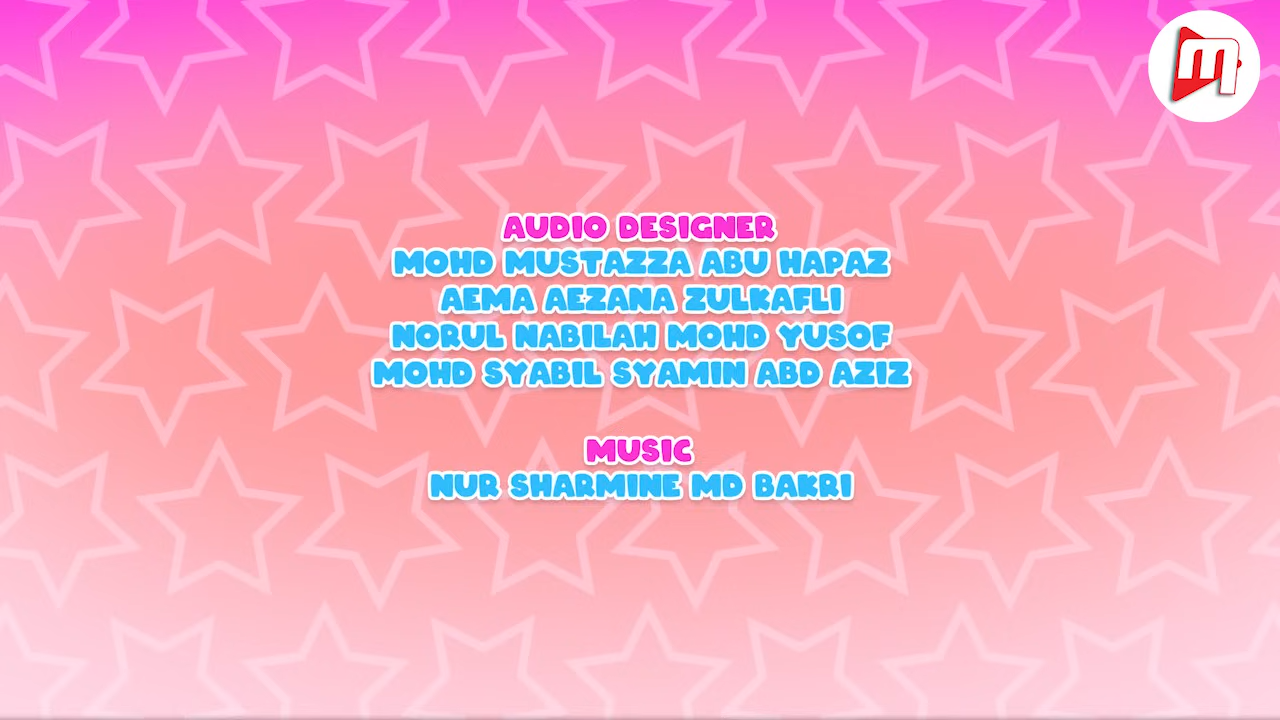 AUDIO DESIGNER
MOHD MUSTAZZA ABU HAPAZ
AEMA AEZANA ZULKAFLI
NORUL NABILAH MOHD YUSOF
MOHD SYABIL SYAMIN ABD AZIZ
MUSIC
NUR SHARMINE MD BAKRI